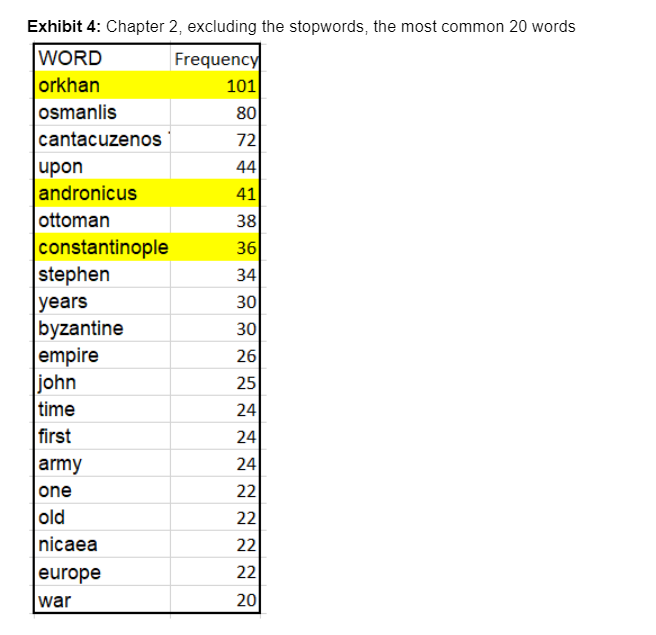 Exhibit 4: Chapter 2, excluding the stopwords, the most common 20 words
WORD Frequency
orkhan 101
osmanlis 80
cantacuzenos 72
upon 44
andronicus 41
ottoman 38
constantinople 36
stephen 34
years 30
byzantine 30
empire 26
john 25
time 24
first 24
army 24
one 22
old 22
nicaea 22
europe 22
war 20